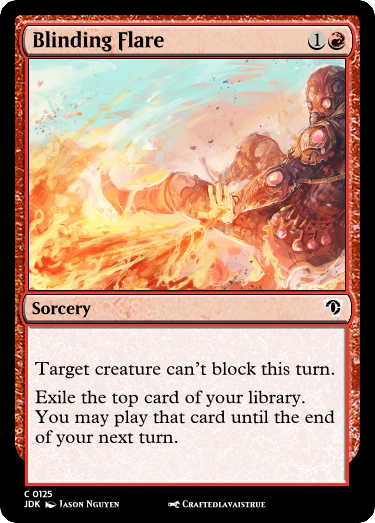 Blinding Flare 1
Sorcery
Target creature can't block this turn.
Exile the top card of your library.
You may play that card until the end
of your next turn.
C 0125
JDK Jason Nguyen Craftedlavaistrue